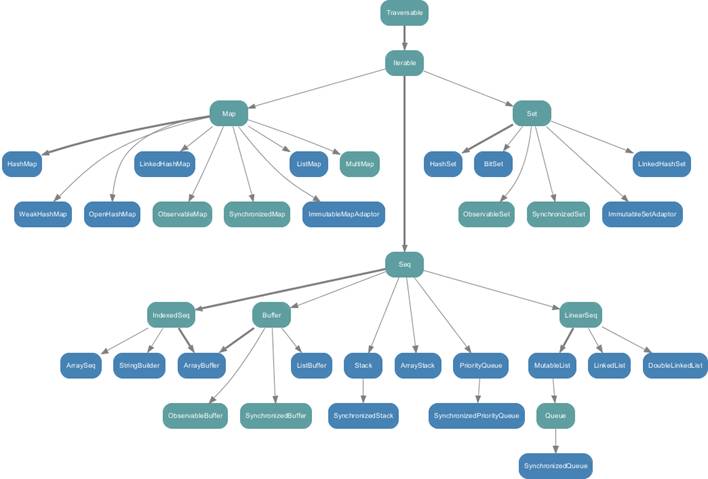 Traversable
Iterable
Map
Set
HashMap
LinkedHashMap
ListMap
MultiMap
HashSet
BitSet
LinkedHashSet
WeakHashMap
OpenHashMap
ObservableMap
SynchronizedMap
ImmutableMapAdaptor
ObservableSet
SynchronizedSet
ImmutableSetAdaptor
Seq
IndexedSeq
Buffer
LinearSeq
ArraySeq
StringBuilder
ArrayBuffer
ListBuffer
Stack
ArrayStack
PriorityQueue
MutableList
LinkedList
DoubleLinkedList
ObservableBuffer
SynchronizedBuffer
SynchronizedStack
SynchronizedPriorityQueue
Queue
SynchronizedQueue